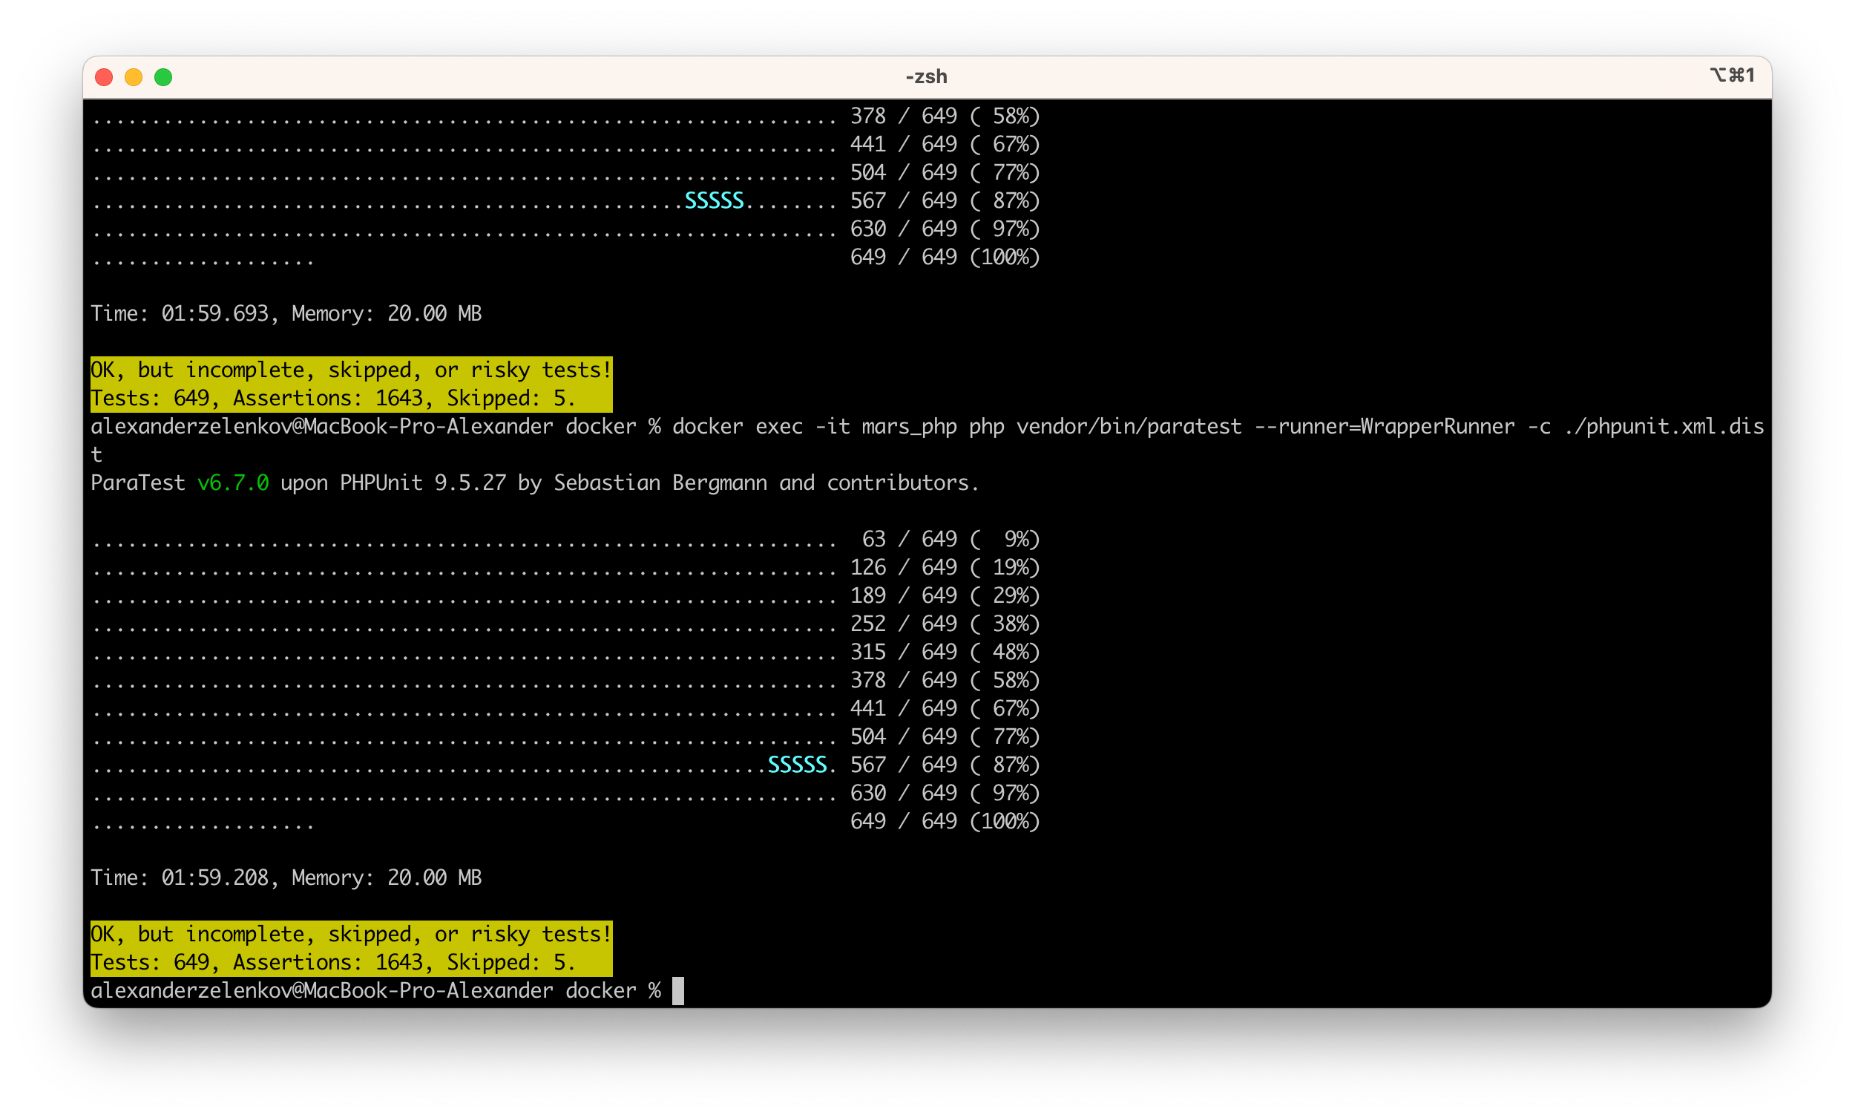 -zsh ⌥⌘1
............................................................... 378 / 649 ( 58%)
............................................................... 441 / 649 ( 67%)
............................................................... 504 / 649 ( 77%)
..................................................SSSSS........ 567 / 649 ( 87%)
............................................................... 630 / 649 ( 97%)
...................                                             649 / 649 (100%)
Time: 01:59.693, Memory: 20.00 MB
OK, but incomplete, skipped, or risky tests!
Tests: 649, Assertions: 1643, Skipped: 5.
alexanderzelenkov@MacBook-Pro-Alexander docker % docker exec -it mars_php php vendor/bin/paratest --runner=WrapperRunner -c ./phpunit.xml.dis
t
ParaTest v6.7.0 upon PHPUnit 9.5.27 by Sebastian Bergmann and contributors.
...............................................................  63 / 649 (  9%)
............................................................... 126 / 649 ( 19%)
............................................................... 189 / 649 ( 29%)
............................................................... 252 / 649 ( 38%)
............................................................... 315 / 649 ( 48%)
............................................................... 378 / 649 ( 58%)
............................................................... 441 / 649 ( 67%)
............................................................... 504 / 649 ( 77%)
.........................................................SSSSS. 567 / 649 ( 87%)
............................................................... 630 / 649 ( 97%)
...................                                             649 / 649 (100%)
Time: 01:59.208, Memory: 20.00 MB
OK, but incomplete, skipped, or risky tests!
Tests: 649, Assertions: 1643, Skipped: 5.
alexanderzelenkov@MacBook-Pro-Alexander docker %